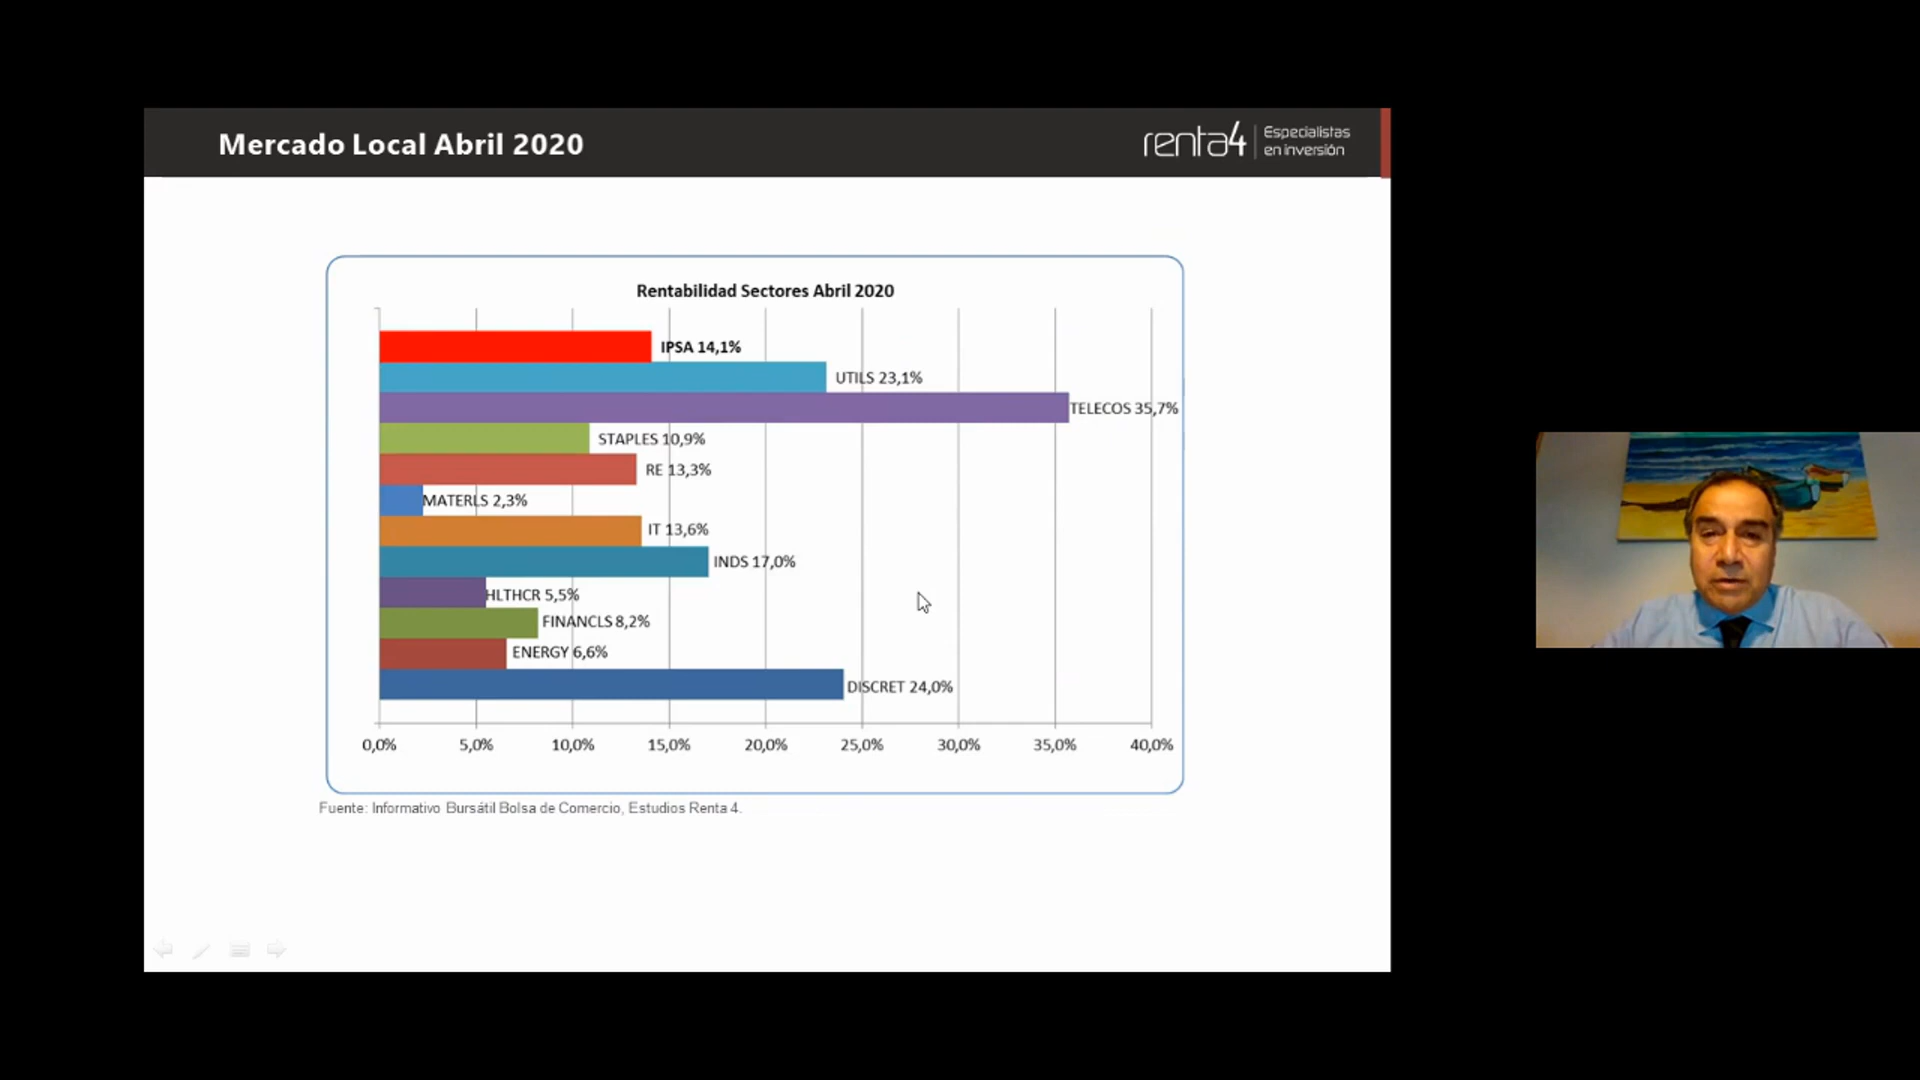 Mercado Local Abril 2020
renta4
Especialistas
en inversión
Rentabilidad Sectores Abril 2020
IPSA 14,1%
UTILS 23,1%
TELECOS 35,7%
STAPLES 10,9%
RE 13,3%
MATERLS 2,3%
IT 13,6%
INDS 17,0%
HLTHCR 5,5%
FINANCLS 8,2%
ENERGY 6,6%
DISCRET 24,0%
0,0% 5,0% 10,0% 15,0% 20,0% 25,0% 30,0% 35,0% 40,0%
Fuente: Informativo Bursátil Bolsa de Comercio, Estudios Renta 4.